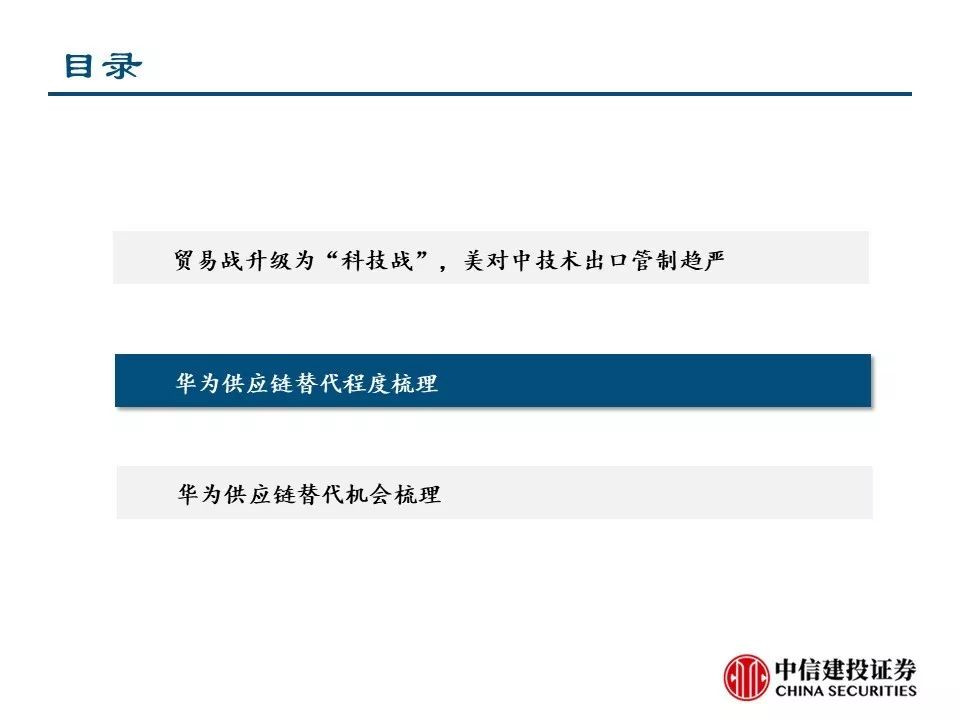 目录
贸易战升级为“科技战”，美对中技术出口管制趋严
华为供应链替代程度梳理
华为供应链替代机会梳理
中信建投证券
CHINA SECURITIES